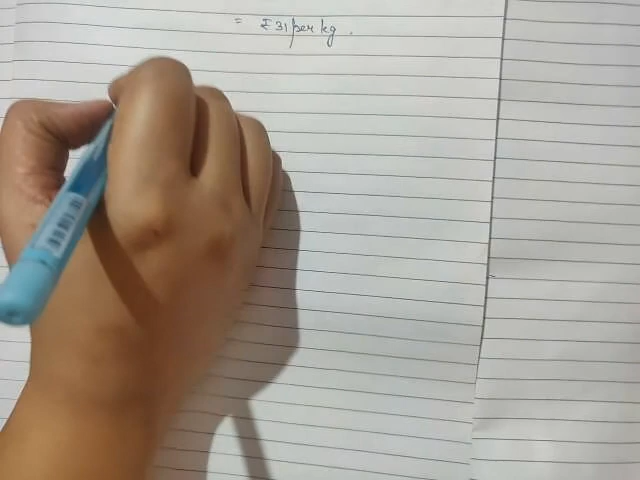 = ₹31 per kg.